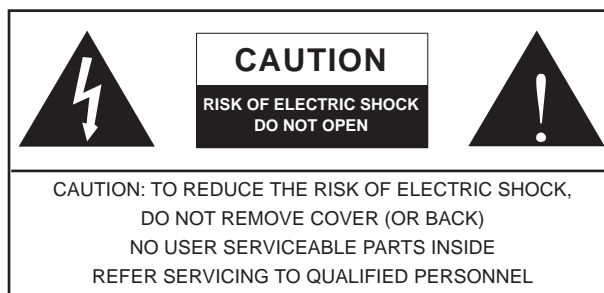 CAUTION
RISK OF ELECTRIC SHOCK
DO NOT OPEN
!
CAUTION: TO REDUCE THE RISK OF ELECTRIC SHOCK,
DO NOT REMOVE COVER (OR BACK)
NO USER SERVICEABLE PARTS INSIDE
REFER SERVICING TO QUALIFIED PERSONNEL